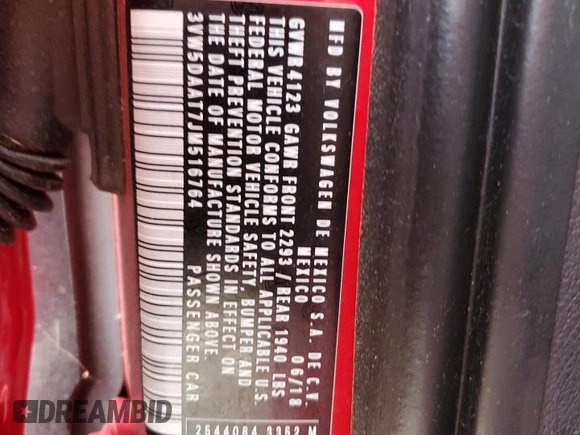 MFD BY VOLKSWAGEN DE MEXICO S.A. DE C.V.
MEXICO 06/18
GVWR 4123 GAWR FRONT 2293 // REAR 1940 LBS
THIS VEHICLE CONFORMS TO ALL APPLICABLE U.S.
FEDERAL MOTOR VEHICLE SAFETY, BUMPER AND
THEFT PREVENTION STANDARDS IN EFFECT ON
THE DATE OF MANUFACTURE SHOWN ABOVE.
3VW5DAAT7JM516764 PASSENGER CAR
2544084 3352 M
DREAMBID